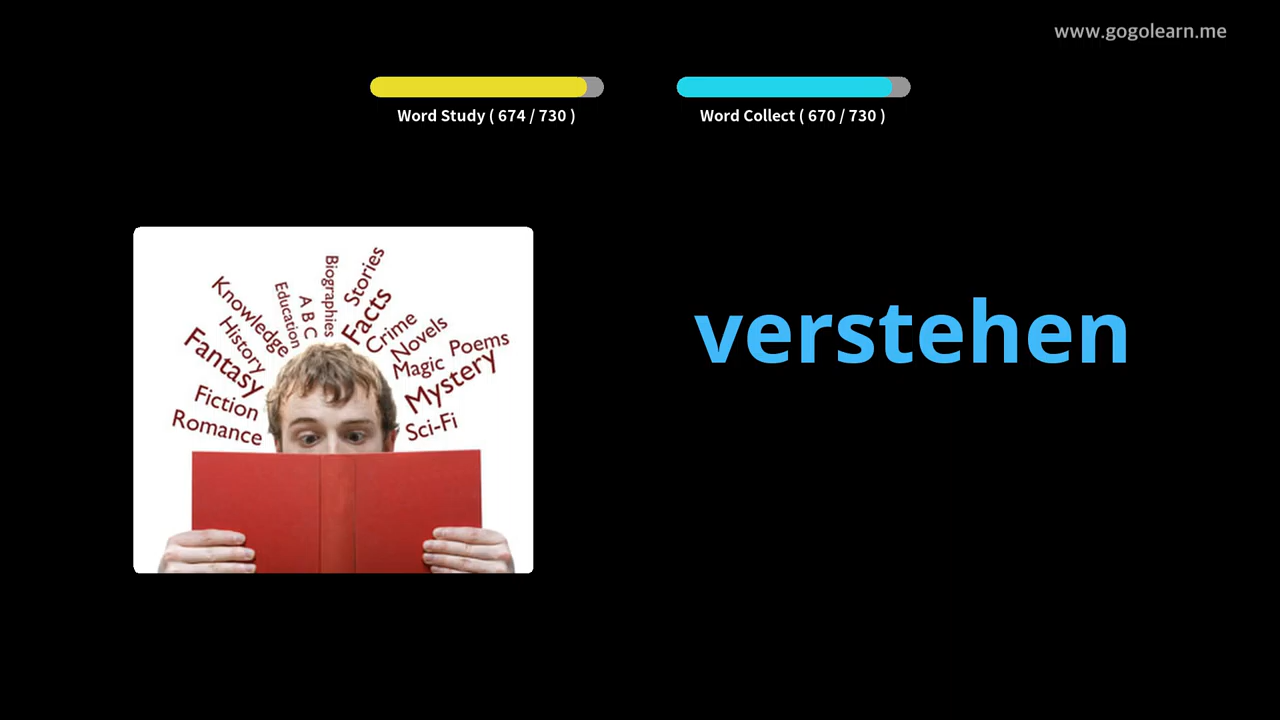 www.gogolearn.me
Word Study ( 674 / 730 )
Word Collect ( 670 / 730 )
verstehen
Knowledge
Education
A B C
Biographies
Stories
Facts
History
Crime
Novels
Fantasy
Magic
Poems
Mystery
Fiction
Romance
Sci-Fi